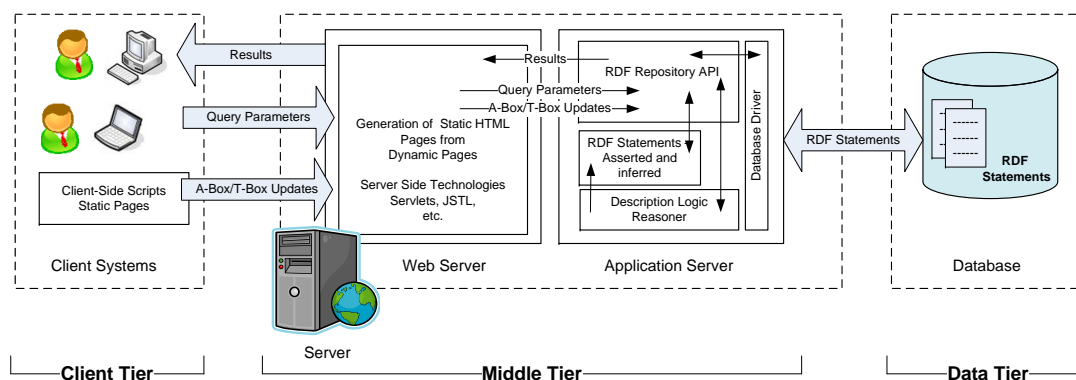 Results
Query Parameters
A-Box/T-Box Updates
Client-Side Scripts
Static Pages
Client Systems
Generation of Static HTML
Pages from
Dynamic Pages
Server Side Technologies
Servlets, JSTL,
etc.
Web Server
Results
Query Parameters
A-Box/T-Box Updates
RDF Repository API
RDF Statements
Asserted and
inferred
Description Logic
Reasoner
Database Driver
Application Server
RDF Statements
RDF
Statements
Database
Server
Client Tier
Middle Tier
Data Tier